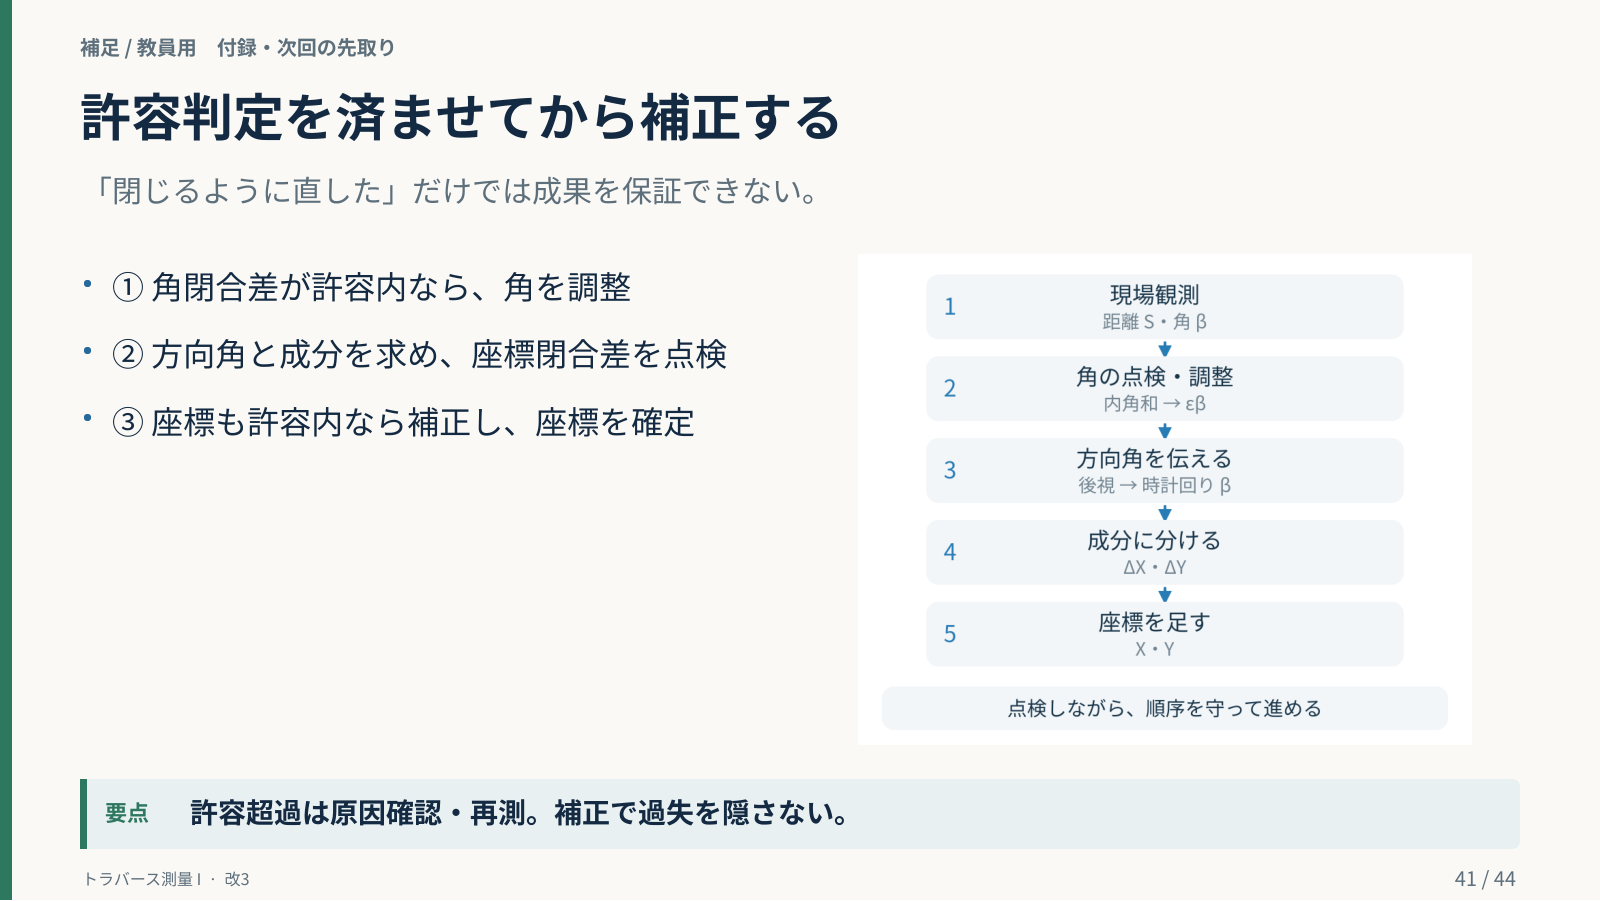 補足 / 教員用　付録・次回の先取り
許容判定を済ませてから補正する
「閉じるように直した」だけでは成果を保証できない。
• ① 角閉合差が許容内なら、角を調整
• ② 方向角と成分を求め、座標閉合差を点検
• ③ 座標も許容内なら補正し、座標を確定
1
現場観測
距離 S・角 β
2
角の点検・調整
内角和 → εβ
3
方向角を伝える
後視 → 時計回り β
4
成分に分ける
ΔX・ΔY
5
座標を足す
X・Y
点検しながら、順序を守って進める
要点　許容超過は原因確認・再測。補正で過失を隠さない。
トラバース測量 I · 改3
41 / 44